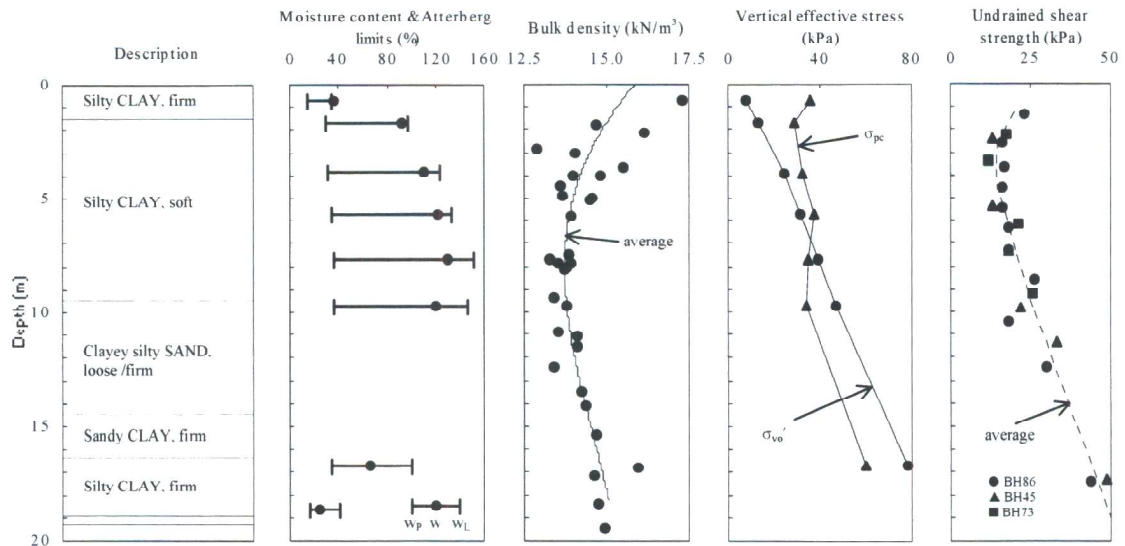 Description
Moisture content & Atterberg
limits (%)
0 40 80 120 160
Bulk density (kN/m³)
12.5 15.0 17.5
Vertical effective stress
(kPa)
0 40 80
Undrained shear
strength (kPa)
0 25 50
Depth (m)
0
5
10
15
20
Silty CLAY, firm
Silty CLAY, soft
Clayey silty SAND,
loose /firm
Sandy CLAY, firm
Silty CLAY, firm
wP w wL
average
σpc
σvo'
average
BH86
BH45
BH73